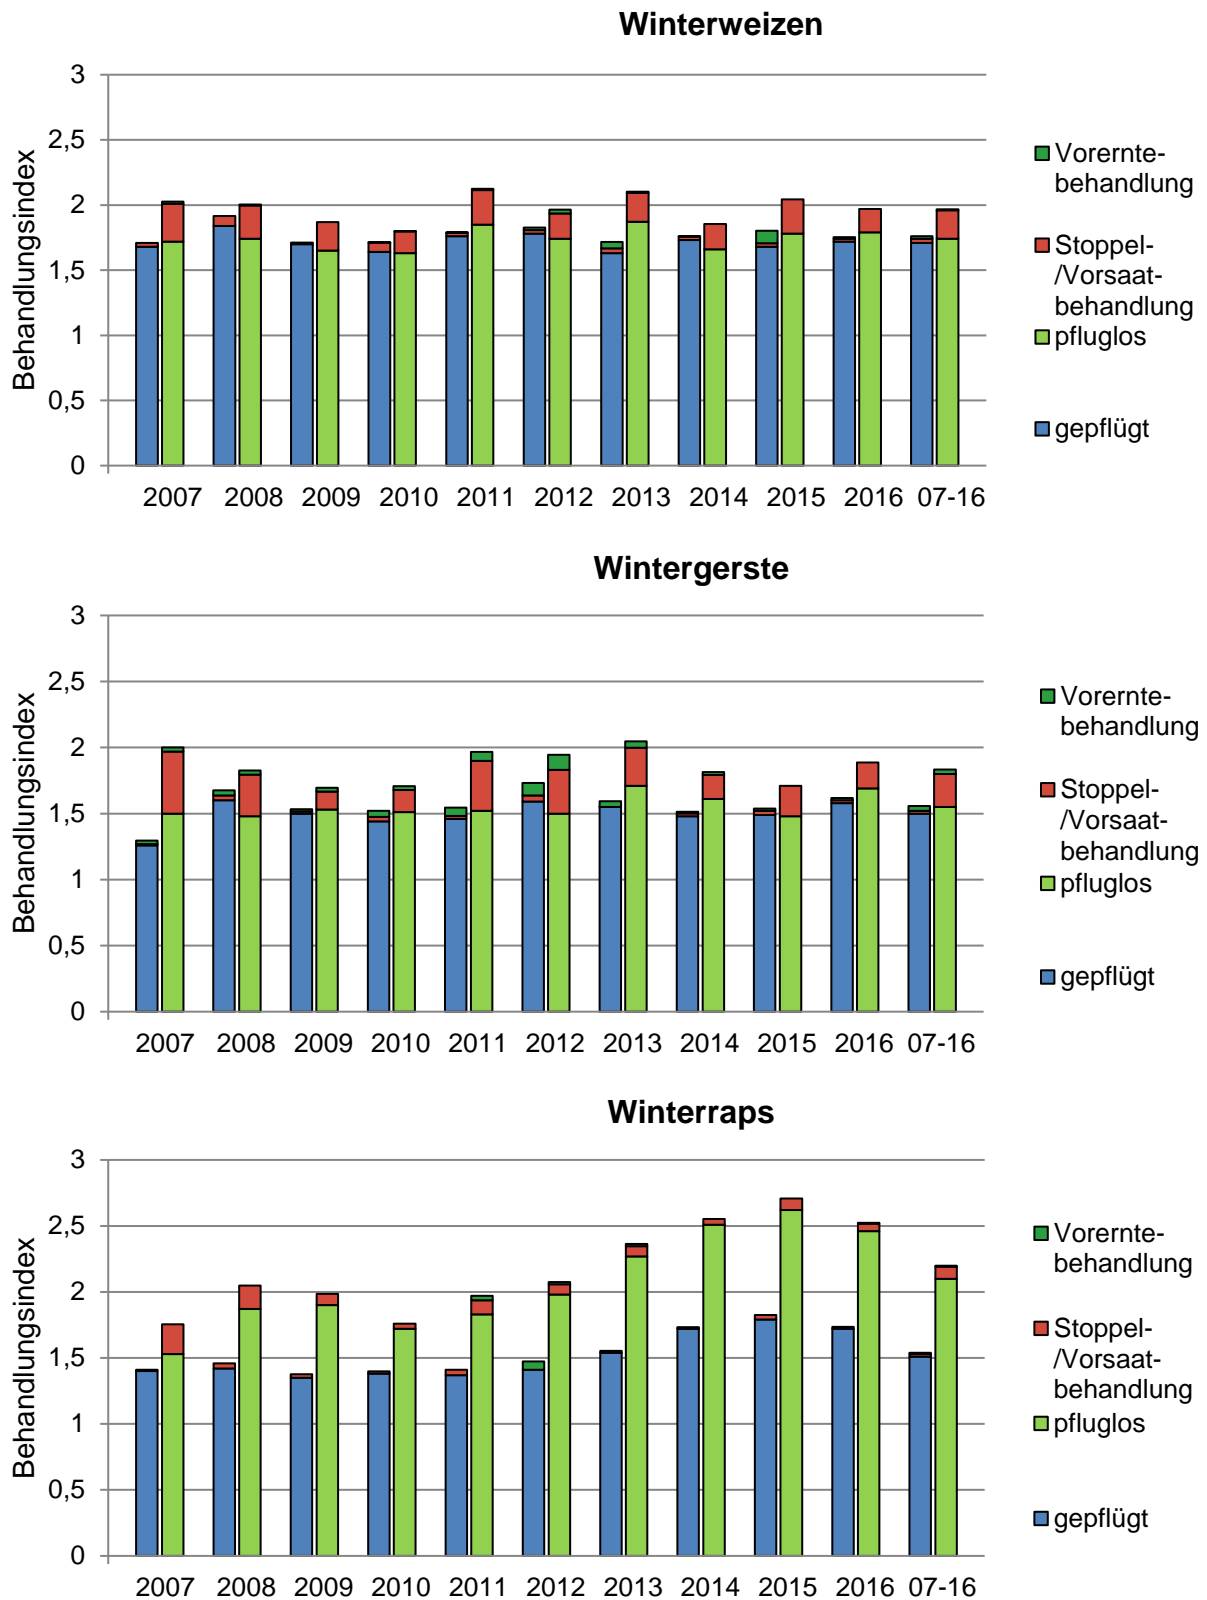 Winterweizen
Behandlungsindex
3
2,5
2
1,5
1
0,5
0
2007 2008 2009 2010 2011 2012 2013 2014 2015 2016 07-16
Vorernte-
behandlung
Stoppel-
/Vorsaat-
behandlung
pfluglos
gepflügt
Wintergerste
Behandlungsindex
3
2,5
2
1,5
1
0,5
0
2007 2008 2009 2010 2011 2012 2013 2014 2015 2016 07-16
Vorernte-
behandlung
Stoppel-
/Vorsaat-
behandlung
pfluglos
gepflügt
Winterraps
Behandlungsindex
3
2,5
2
1,5
1
0,5
0
2007 2008 2009 2010 2011 2012 2013 2014 2015 2016 07-16
Vorernte-
behandlung
Stoppel-
/Vorsaat-
behandlung
pfluglos
gepflügt